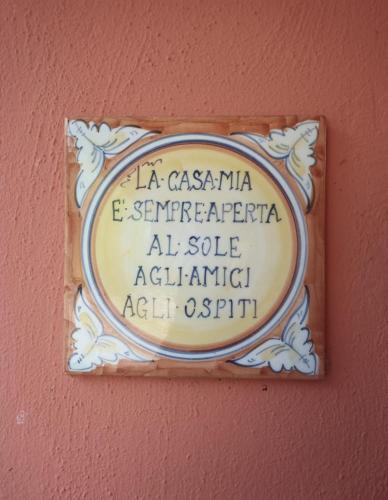 LA·CASA·MIA
E'·SEMPRE·APERTA
AL·SOLE
AGLI·AMICI
AGLI·OSPITI